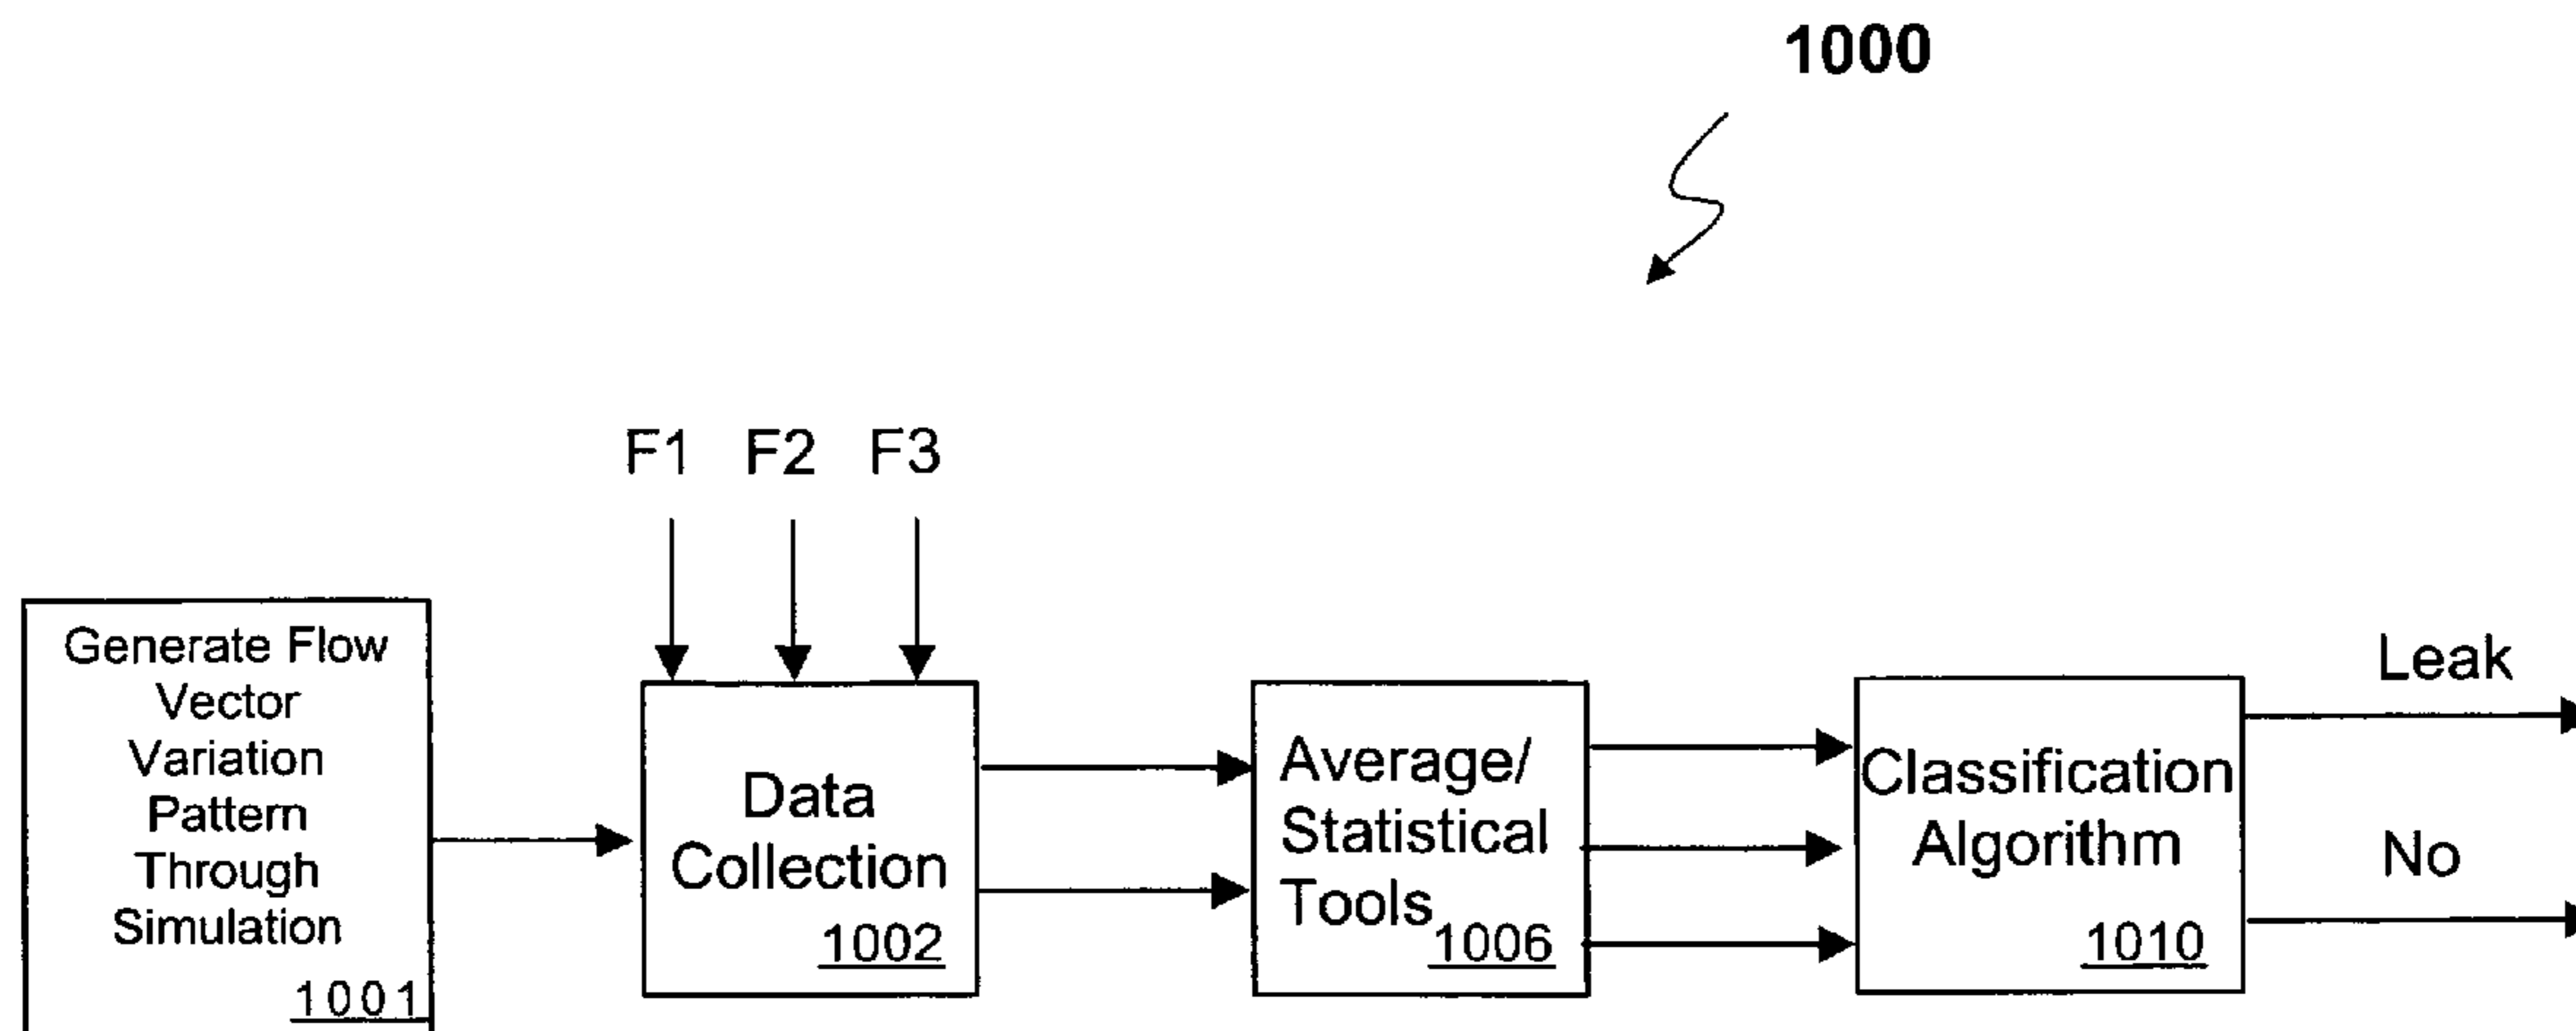 1000
F1 F2 F3
Generate Flow
Vector
Variation
Pattern
Through
Simulation
1001
Data
Collection
1002
Average/
Statistical
Tools
1006
Classification
Algorithm
1010
Leak
No